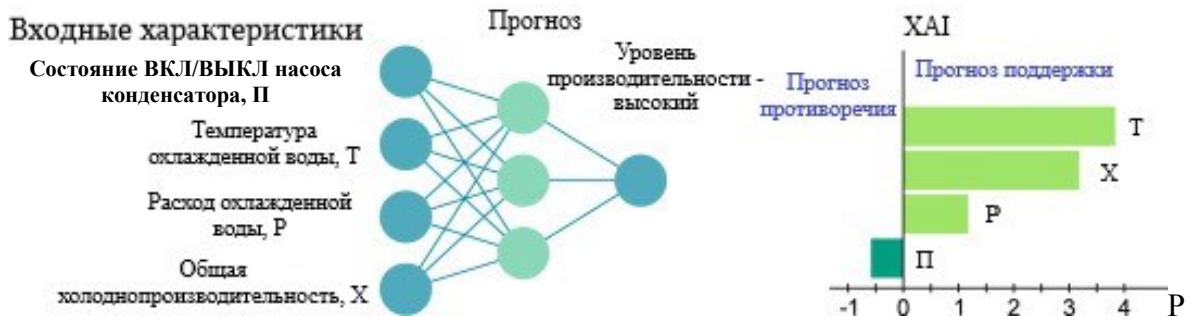 Входные характеристики
Состояние ВКЛ/ВЫКЛ насоса
конденсатора, П
Температура
охлажденной воды, Т
Расход охлажденной
воды, Р
Общая
холоднопроизводительность, Х
Прогноз
Уровень
производительности -
высокий
XAI
Прогноз
противоречия
Прогноз поддержки
Т
Х
Р
П
-1 0 1 2 3 4 Р